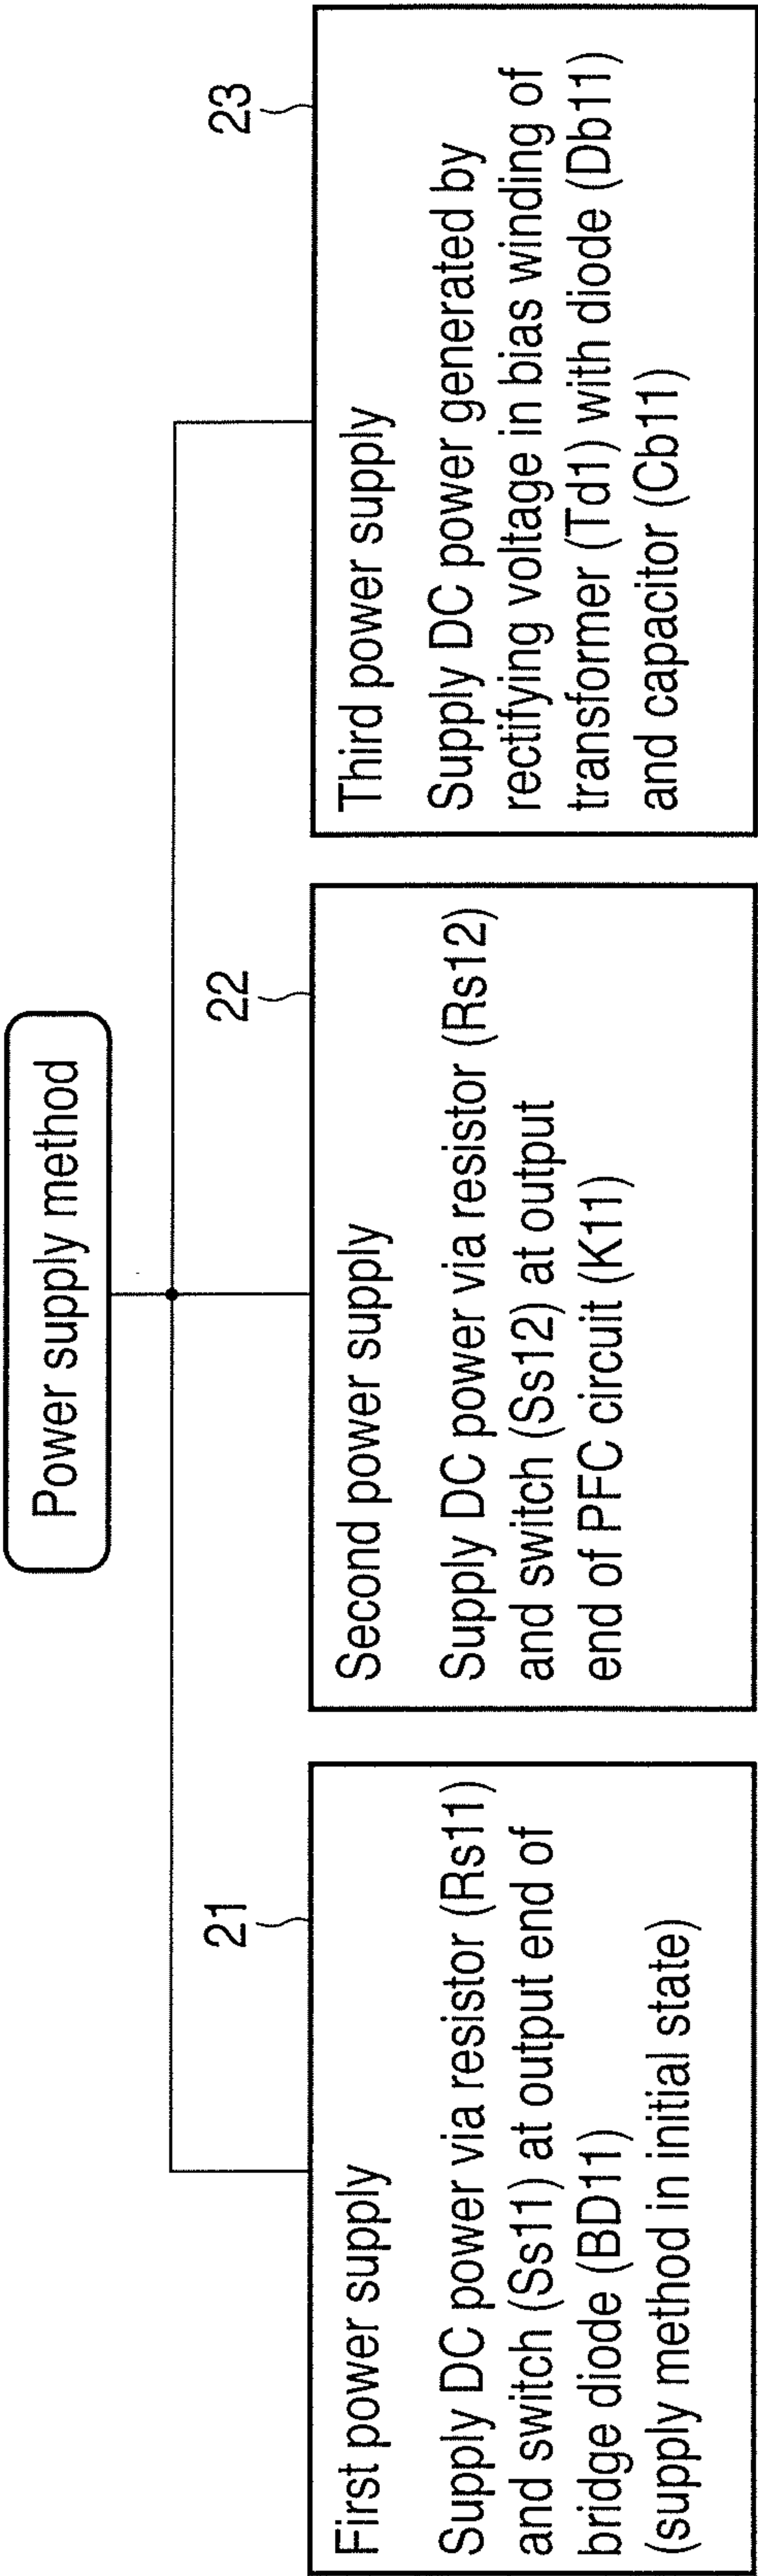 Power supply method
21
First power supply
Supply DC power via resistor (Rs11)
and switch (Ss11) at output end of
bridge diode (BD11)
(supply method in initial state)
22
Second power supply
Supply DC power via resistor (Rs12)
and switch (Ss12) at output
end of PFC circuit (K11)
23
Third power supply
Supply DC power generated by
rectifying voltage in bias winding of
transformer (Td1) with diode (Db11)
and capacitor (Cb11)